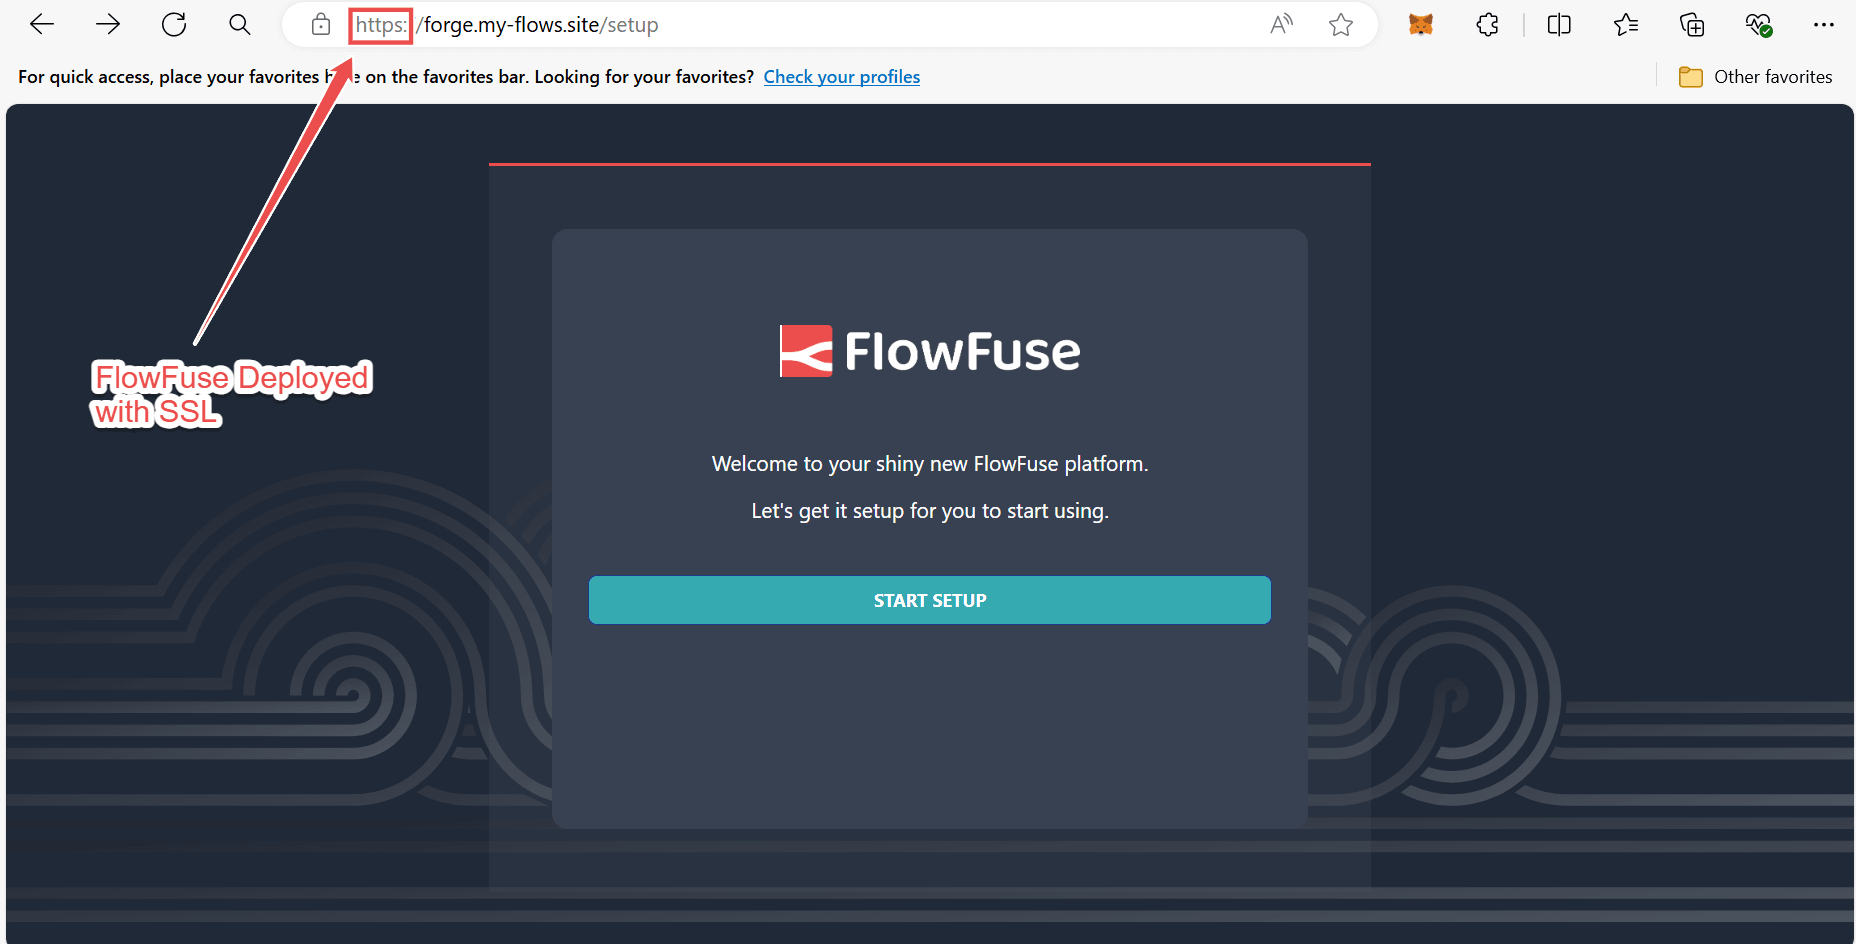 https://forge.my-flows.site/setup
For quick access, place your favorites here on the favorites bar. Looking for your favorites? Check your profiles
Other favorites
FlowFuse Deployed
with SSL
FlowFuse
Welcome to your shiny new FlowFuse platform.
Let's get it setup for you to start using.
START SETUP